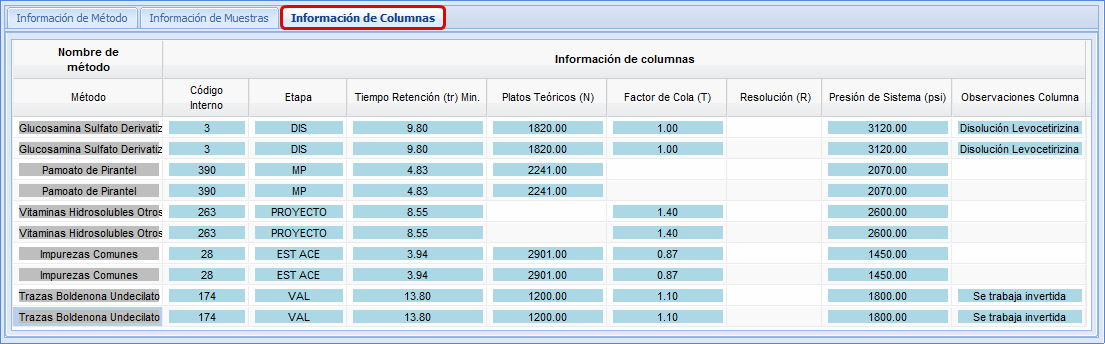 Información de Método Información de Muestras Información de Columnas
Nombre de método Información de columnas
Método Código Interno Etapa Tiempo Retención (tr) Min. Platos Teóricos (N) Factor de Cola (T) Resolución (R) Presión de Sistema (psi) Observaciones Columna
Glucosamina Sulfato Derivatiz 3 DIS 9.80 1820.00 1.00 3120.00 Disolución Levocetirizina
Glucosamina Sulfato Derivatiz 3 DIS 9.80 1820.00 1.00 3120.00 Disolución Levocetirizina
Pamoato de Pirantel 390 MP 4.83 2241.00 2070.00
Pamoato de Pirantel 390 MP 4.83 2241.00 2070.00
Vitaminas Hidrosolubles Otros 263 PROYECTO 8.55 1.40 2600.00
Vitaminas Hidrosolubles Otros 263 PROYECTO 8.55 1.40 2600.00
Impurezas Comunes 28 EST ACE 3.94 2901.00 0.87 1450.00
Impurezas Comunes 28 EST ACE 3.94 2901.00 0.87 1450.00
Trazas Boldenona Undecilato 174 VAL 13.80 1200.00 1.10 1800.00 Se trabaja invertida
Trazas Boldenona Undecilato 174 VAL 13.80 1200.00 1.10 1800.00 Se trabaja invertida